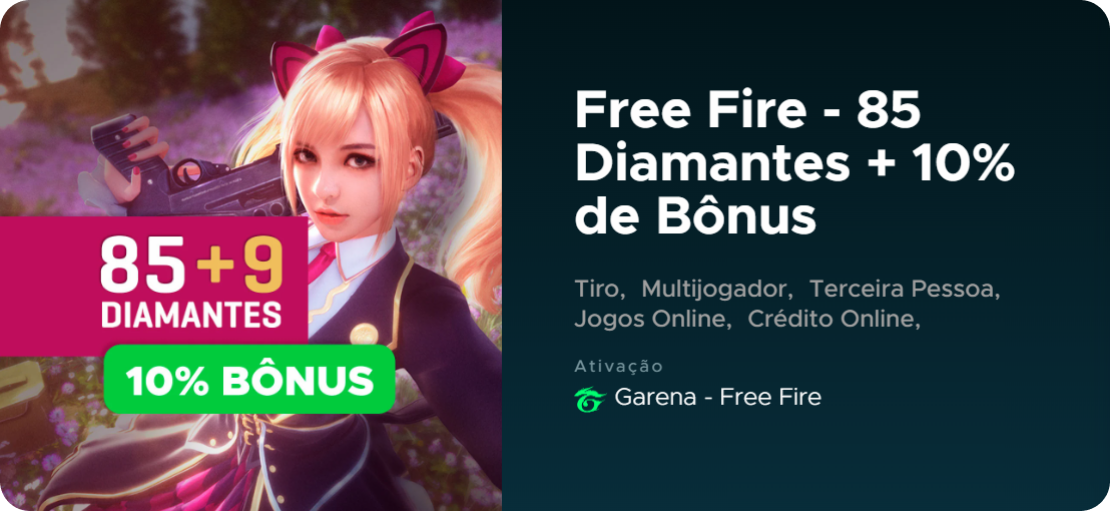 85+9
DIAMANTES
10% BÔNUS
Free Fire - 85
Diamantes + 10%
de Bônus
Tiro, Multijogador, Terceira Pessoa,
Jogos Online, Crédito Online,
Ativação
Garena - Free Fire